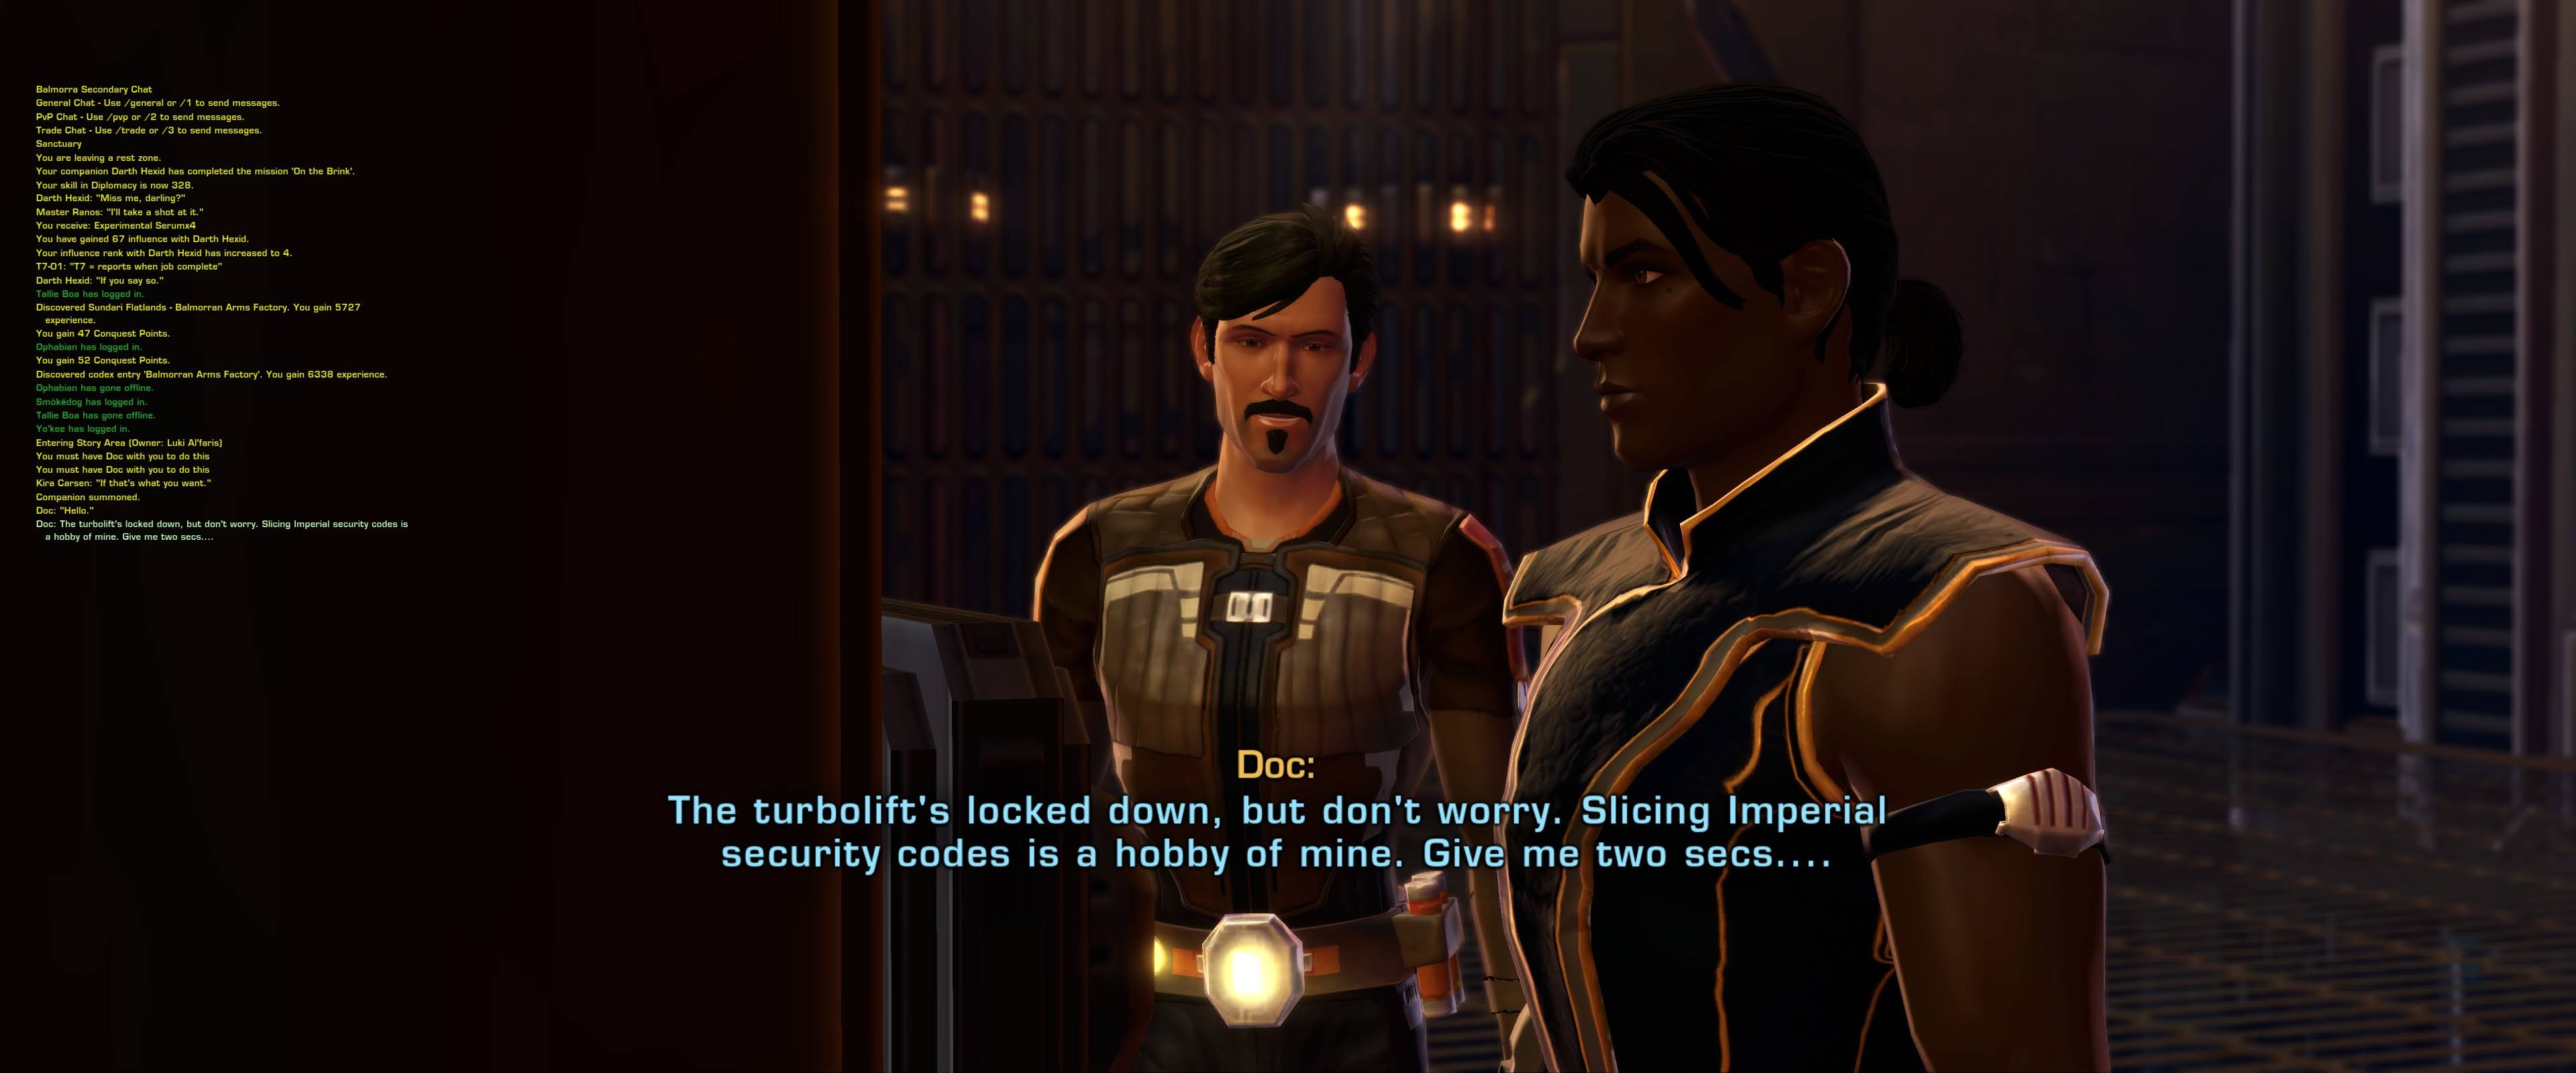 Balmorra Secondary Chat
General Chat - Use /general or /1 to send messages.
PvP Chat - Use /pvp or /2 to send messages.
Trade Chat - Use /trade or /3 to send messages.
Sanctuary
You are leaving a rest zone.
Your companion Darth Hexid has completed the mission 'On the Brink'.
Your skill in Diplomacy is now 328.
Darth Hexid: "Miss me, darling?"
Master Ranos: "I'll take a shot at it."
You receive: Experimental Serumx4
You have gained 67 influence with Darth Hexid.
Your influence rank with Darth Hexid has increased to 4.
T7-01: "T7 = reports when job complete"
Darth Hexid: "If you say so."
Tallie Boa has logged in.
Discovered Sundari Flatlands - Balmorran Arms Factory. You gain 5727
experience.
You gain 47 Conquest Points.
Ophabian has logged in.
You gain 52 Conquest Points.
Discovered codex entry 'Balmorran Arms Factory'. You gain 6338 experience.
Ophabian has gone offline.
Smókédog has logged in.
Tallie Boa has gone offline.
Yo'kee has logged in.
Entering Story Area (Owner: Luki Al'faris)
You must have Doc with you to do this
You must have Doc with you to do this
Kira Carsen: "If that's what you want."
Companion summoned.
Doc: "Hello."
Doc: The turbolift's locked down, but don't worry. Slicing Imperial security codes is
a hobby of mine. Give me two secs....
Doc:
The turbolift's locked down, but don't worry. Slicing Imperial
security codes is a hobby of mine. Give me two secs....